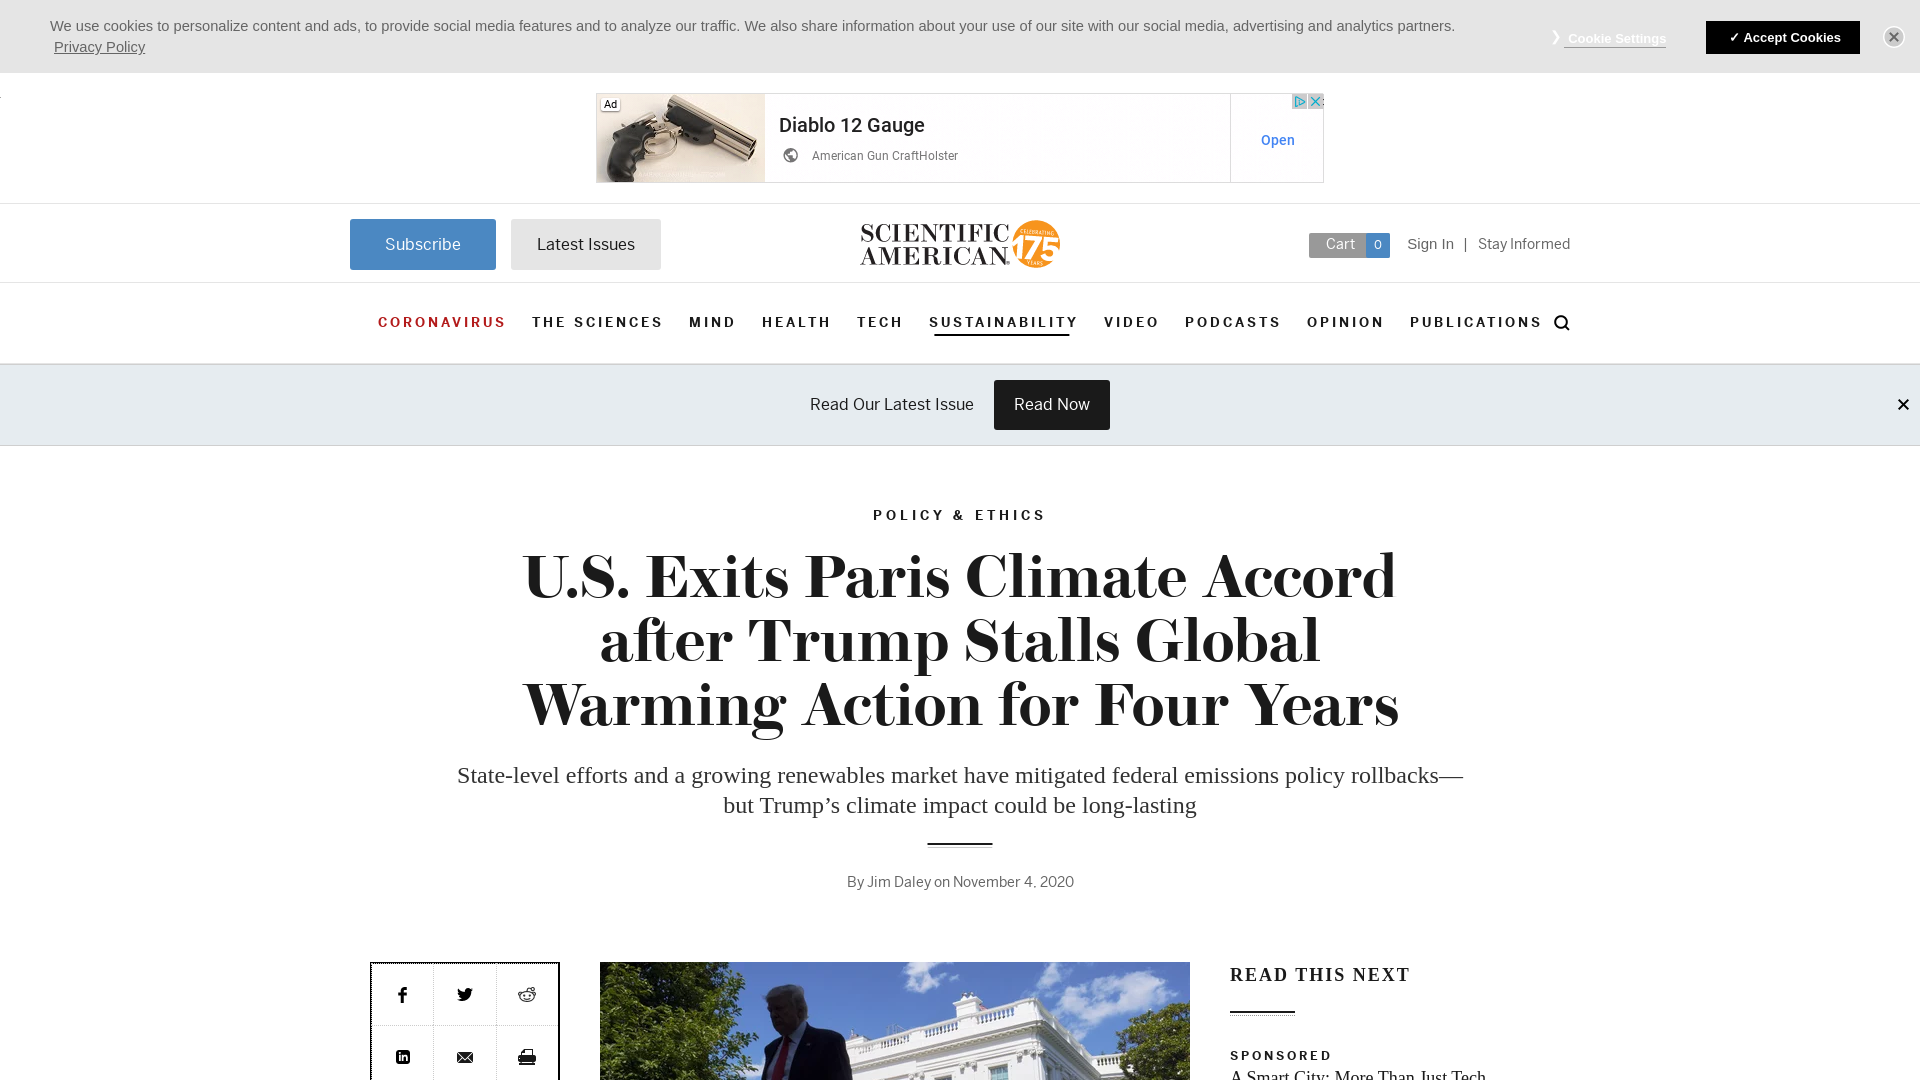 We use cookies to personalize content and ads, to provide social media features and to analyze our traffic. We also share information about your use of our site with our social media, advertising and analytics partners.
Privacy Policy
❯ Cookie Settings
✓ Accept Cookies
Ad
Diablo 12 Gauge
American Gun CraftHolster
Open
Subscribe
Latest Issues
SCIENTIFIC
AMERICAN®
CELEBRATING
175
YEARS
Cart 0
Sign In | Stay Informed
CORONAVIRUS THE SCIENCES MIND HEALTH TECH SUSTAINABILITY VIDEO PODCASTS OPINION PUBLICATIONS
Read Our Latest Issue
Read Now
POLICY & ETHICS
U.S. Exits Paris Climate Accord
after Trump Stalls Global
Warming Action for Four Years
State-level efforts and a growing renewables market have mitigated federal emissions policy rollbacks—
but Trump’s climate impact could be long-lasting
By Jim Daley on November 4, 2020
READ THIS NEXT
SPONSORED
A Smart City: More Than Just Tech